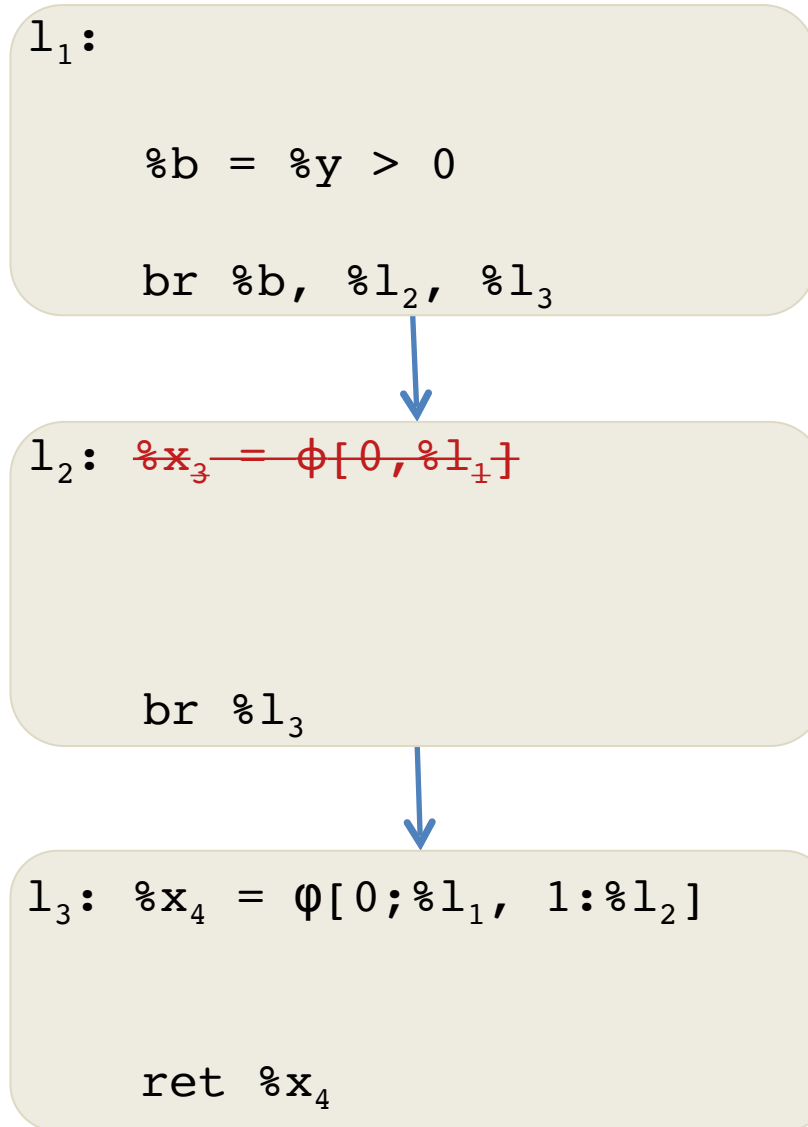 l₁:
%b = %y > 0
br %b, %l₂, %l₃
l₂: %x₃ = ϕ[0,%l₁]
br %l₃
l₃: %x₄ = φ[0;%l₁, 1:%l₂]
ret %x₄